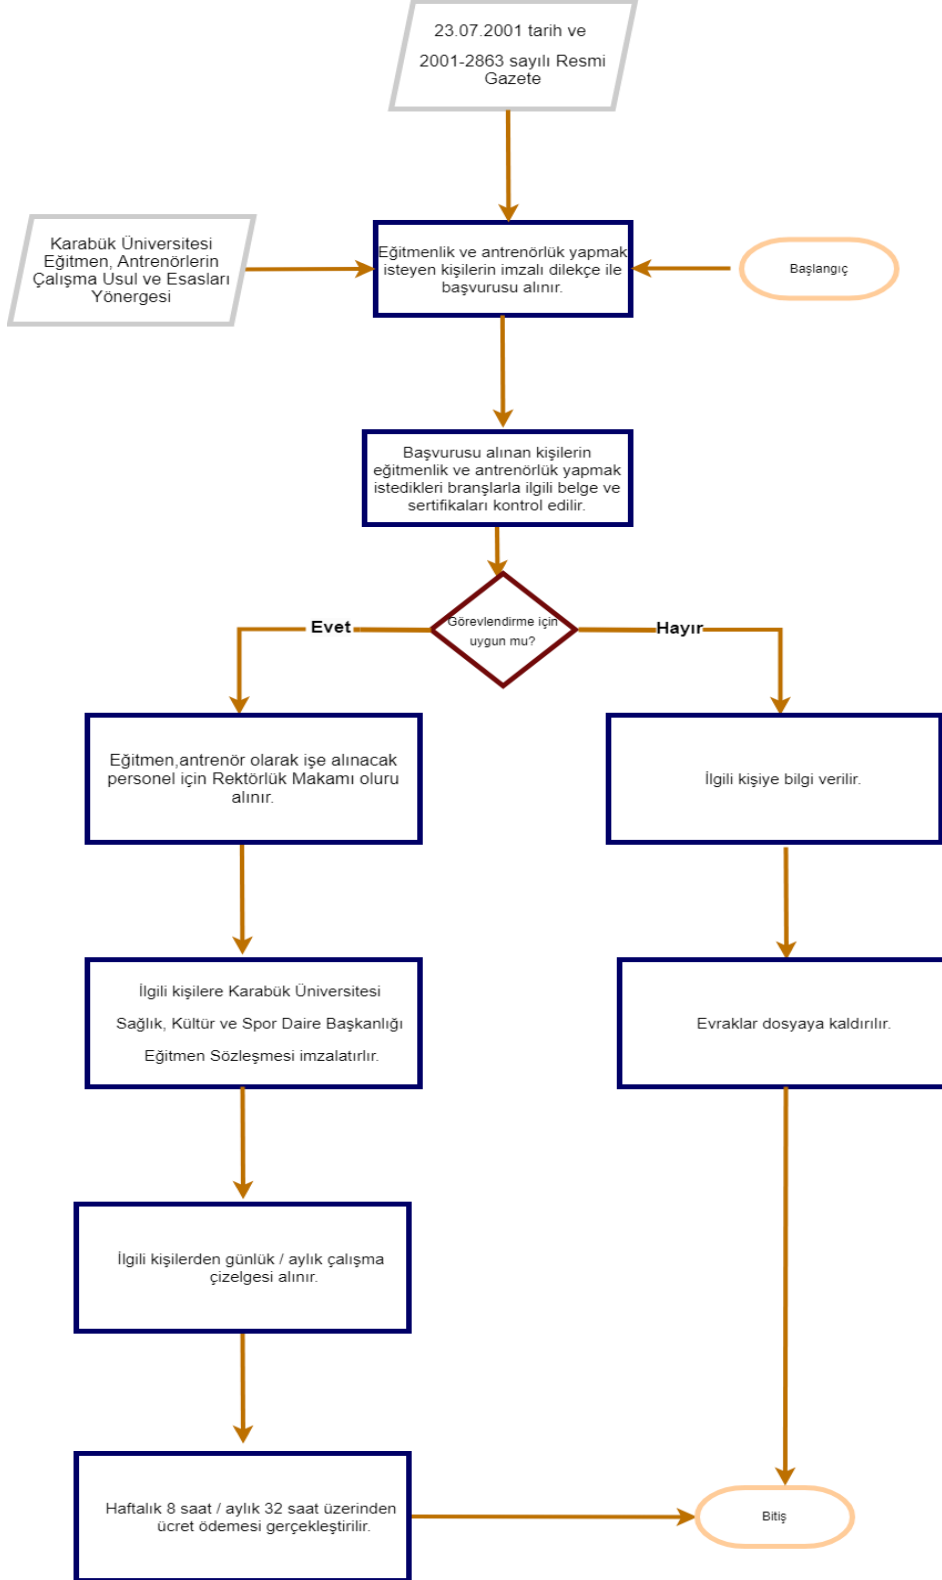 23.07.2001 tarih ve
2001-2863 sayılı Resmi
Gazete
Karabük Üniversitesi
Eğitmen, Antrenörlerin
Çalışma Usul ve Esasları
Yönergesi
Eğitmenlik ve antrenörlük yapmak
isteyen kişilerin imzalı dilekçe ile
başvurusu alınır.
Başlangıç
Başvurusu alınan kişilerin
eğitmenlik ve antrenörlük yapmak
istedikleri branşlarla ilgili belge ve
sertifikaları kontrol edilir.
Görevlendirme için
uygun mu?
Evet
Hayır
Eğitmen,antrenör olarak işe alınacak
personel için Rektörlük Makamı oluru
alınır.
İlgili kişiye bilgi verilir.
İlgili kişilere Karabük Üniversitesi
Sağlık, Kültür ve Spor Daire Başkanlığı
Eğitmen Sözleşmesi imzalatırlır.
Evraklar dosyaya kaldırılır.
İlgili kişilerden günlük / aylık çalışma
çizelgesi alınır.
Haftalık 8 saat / aylık 32 saat üzerinden
ücret ödemesi gerçekleştirilir.
Bitiş